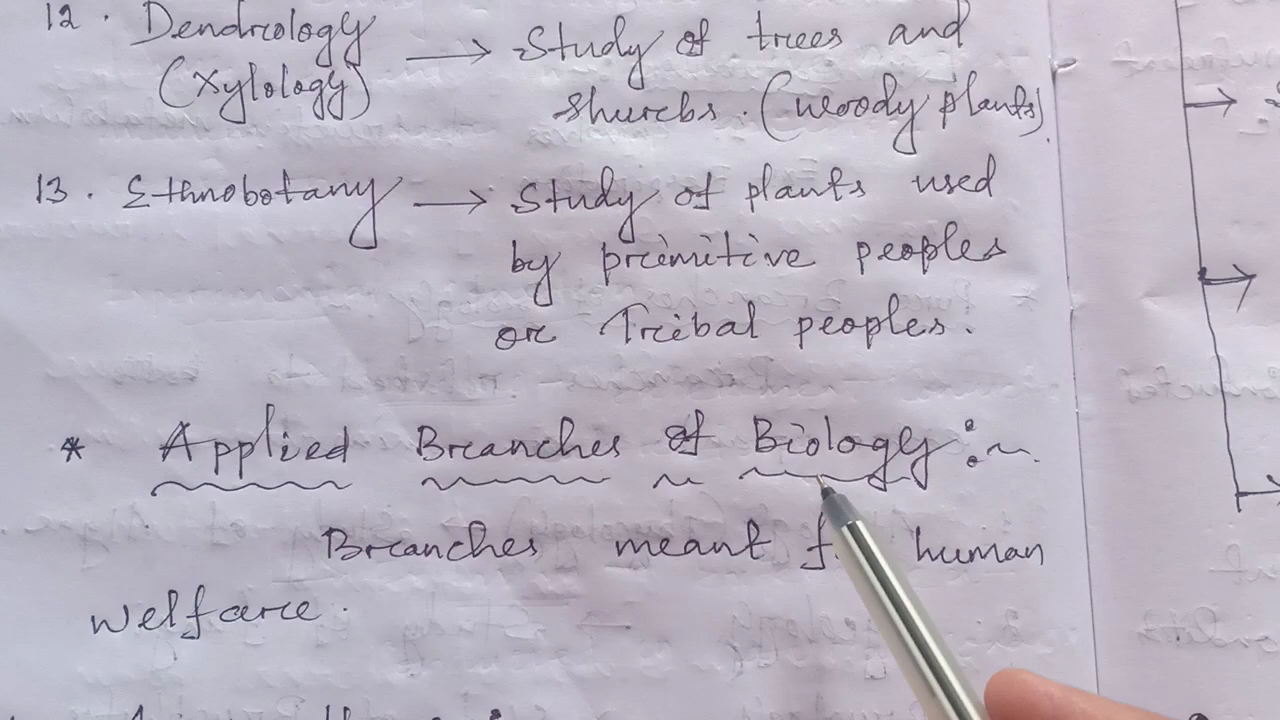 12. Dendrology → Study of trees and
(Xylology) shurebs. (Woody plants)
13. Ethnobotany → Study of plants used
by primitive peoples
or Tribal peoples.
* Applied Branches of Biology :~
Branches meant human
welfare.